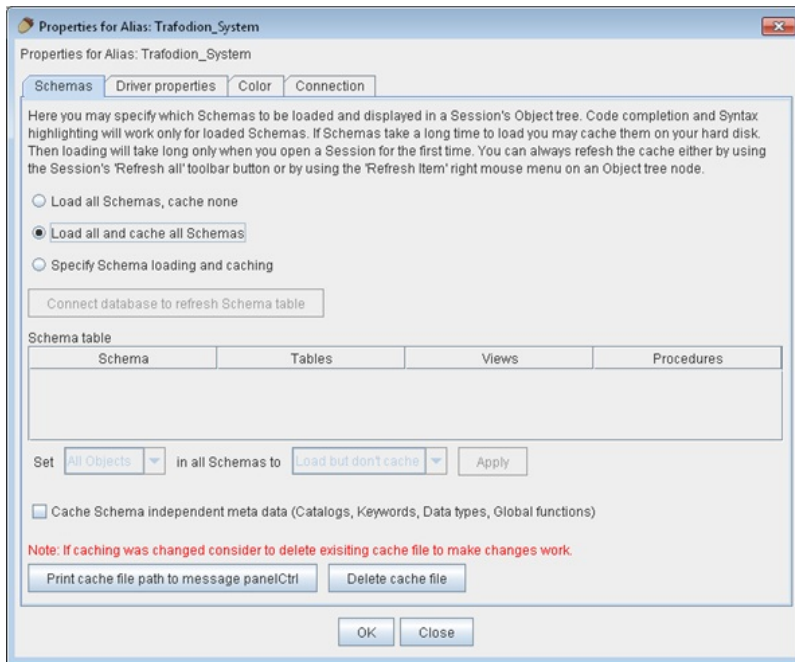 Properties for Alias: Trafodion_System
Properties for Alias: Trafodion_System
Schemas Driver properties Color Connection
Here you may specify which Schemas to be loaded and displayed in a Session's Object tree. Code completion and Syntax
highlighting will work only for loaded Schemas. If Schemas take a long time to load you may cache them on your hard disk.
Then loading will take long only when you open a Session for the first time. You can always refesh the cache either by using
the Session's 'Refresh all' toolbar button or by using the 'Refresh Item' right mouse menu on an Object tree node.
Load all Schemas, cache none
Load all and cache all Schemas
Specify Schema loading and caching
Connect database to refresh Schema table
Schema table
Schema Tables Views Procedures
Set All Objects in all Schemas to Load but don't cache Apply
Cache Schema independent meta data (Catalogs, Keywords, Data types, Global functions)
Note: If caching was changed consider to delete exisiting cache file to make changes work.
Print cache file path to message panelCtrl Delete cache file
OK Close